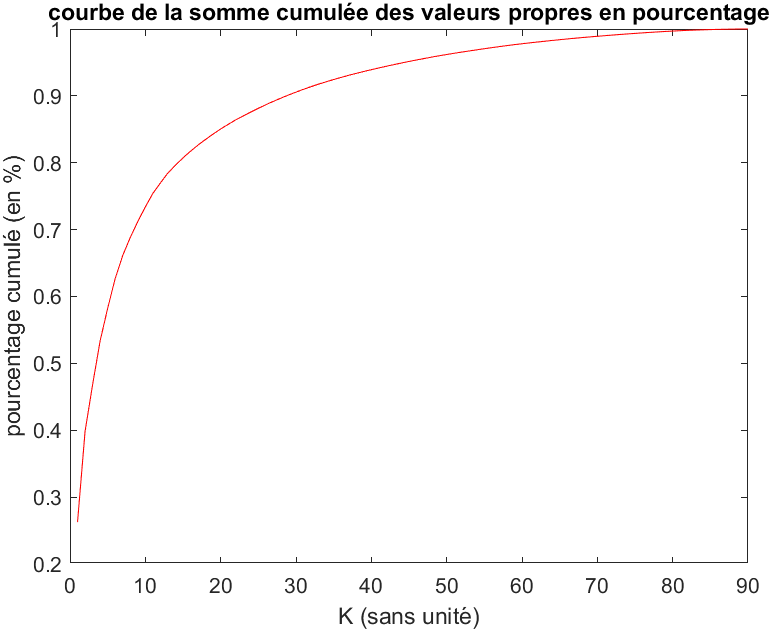 courbe de la somme cumulée des valeurs propres en pourcentage
1
0.9
0.8
0.7
0.6
0.5
0.4
0.3
0.2
pourcentage cumulé (en %)
0 10 20 30 40 50 60 70 80 90
K (sans unité)